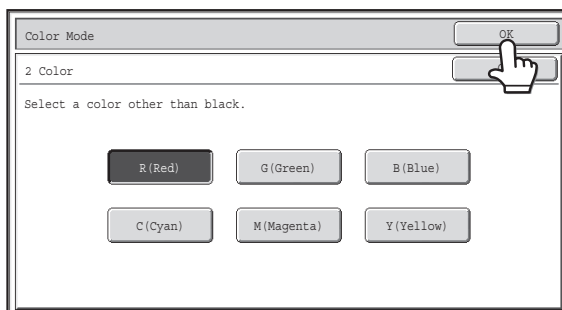 Color Mode
OK
2 Color
Select a color other than black.
R(Red) G(Green) B(Blue)
C(Cyan) M(Magenta) Y(Yellow)